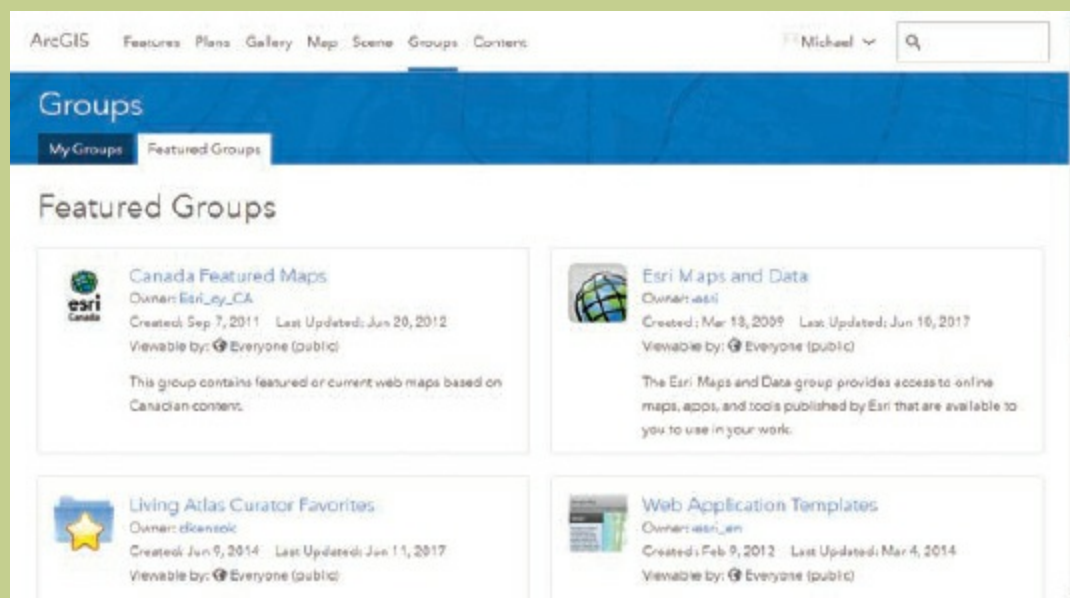 ArcGIS Features Plans Gallery Map Scene Groups Content Michael
Groups
My Groups Featured Groups
Featured Groups
esri
Canada
Canada Featured Maps
Owner: Esri_cy_CA
Created: Sep 7, 2011 Last Updated: Jun 20, 2012
Viewable by: Everyone (public)
This group contains featured or current web maps based on
Canadian content.
Esri Maps and Data
Owner: esri
Created: Mar 18, 2009 Last Updated: Jun 10, 2017
Viewable by: Everyone (public)
The Esri Maps and Data group provides access to online
maps, apps, and tools published by Esri that are available to
you to use in your work.
Living Atlas Curator Favorites
Owner:
Created: Jun 9, 2014 Last Updated: Jun 11, 2017
Viewable by: Everyone (public)
Web Application Templates
Owner: esri_en
Created: Feb 9, 2012 Last Updated: Mar 4, 2014
Viewable by: Everyone (public)